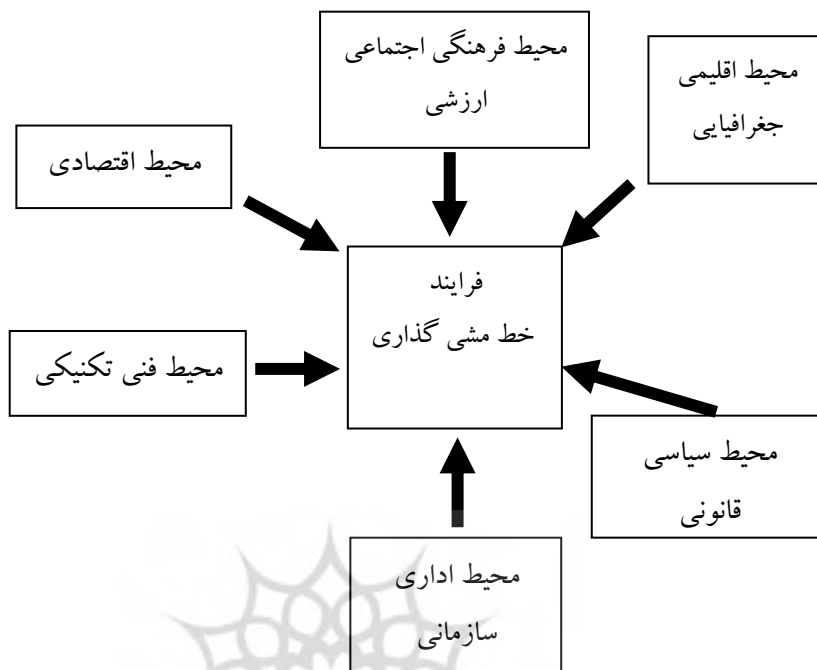 محیط فرهنگی اجتماعی
ارزشی
محیط اقلیمی
جغرافیایی
محیط اقتصادی
فرایند
خط مشی گذاری
محیط فنی تکنیکی
محیط سیاسی
قانونی
محیط اداری
سازمانی